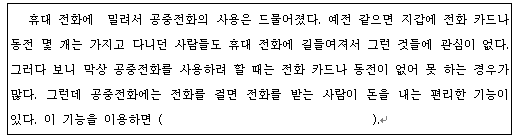 휴대 전화에 밀려서 공중전화의 사용은 드물어졌다. 예전 같으면 지갑에 전화 카드나
동전 몇 개는 가지고 다니던 사람들도 휴대 전화에 길들여져서 그런 것들에 관심이 없다.
그러다 보니 막상 공중전화를 사용하려 할 때는 전화 카드나 동전이 없어 못 하는 경우가
많다. 그런데 공중전화에는 전화를 걸면 전화를 받는 사람이 돈을 내는 편리한 기능이
있다. 이 기능을 이용하면 ( ).↵